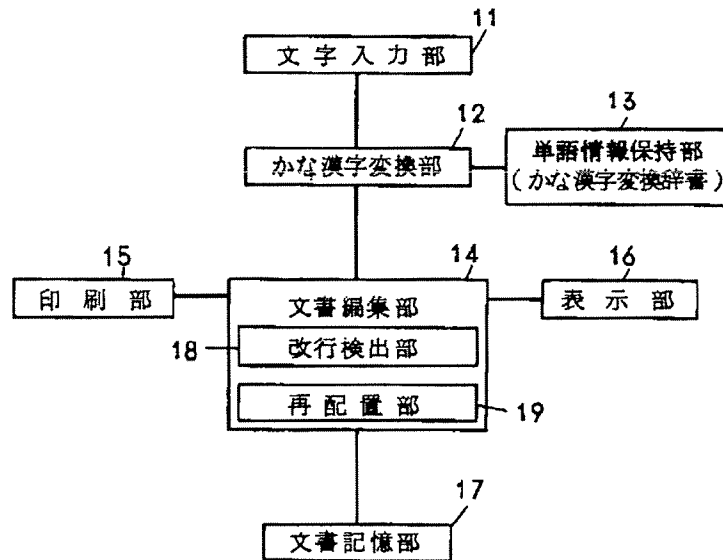 11
文字入力部
12
13
かな漢字変換部
単語情報保持部
(かな漢字変換辞書)
15
14
16
印刷部
文書編集部
表示部
18
改行検出部
再配置部
19
17
文書記憶部